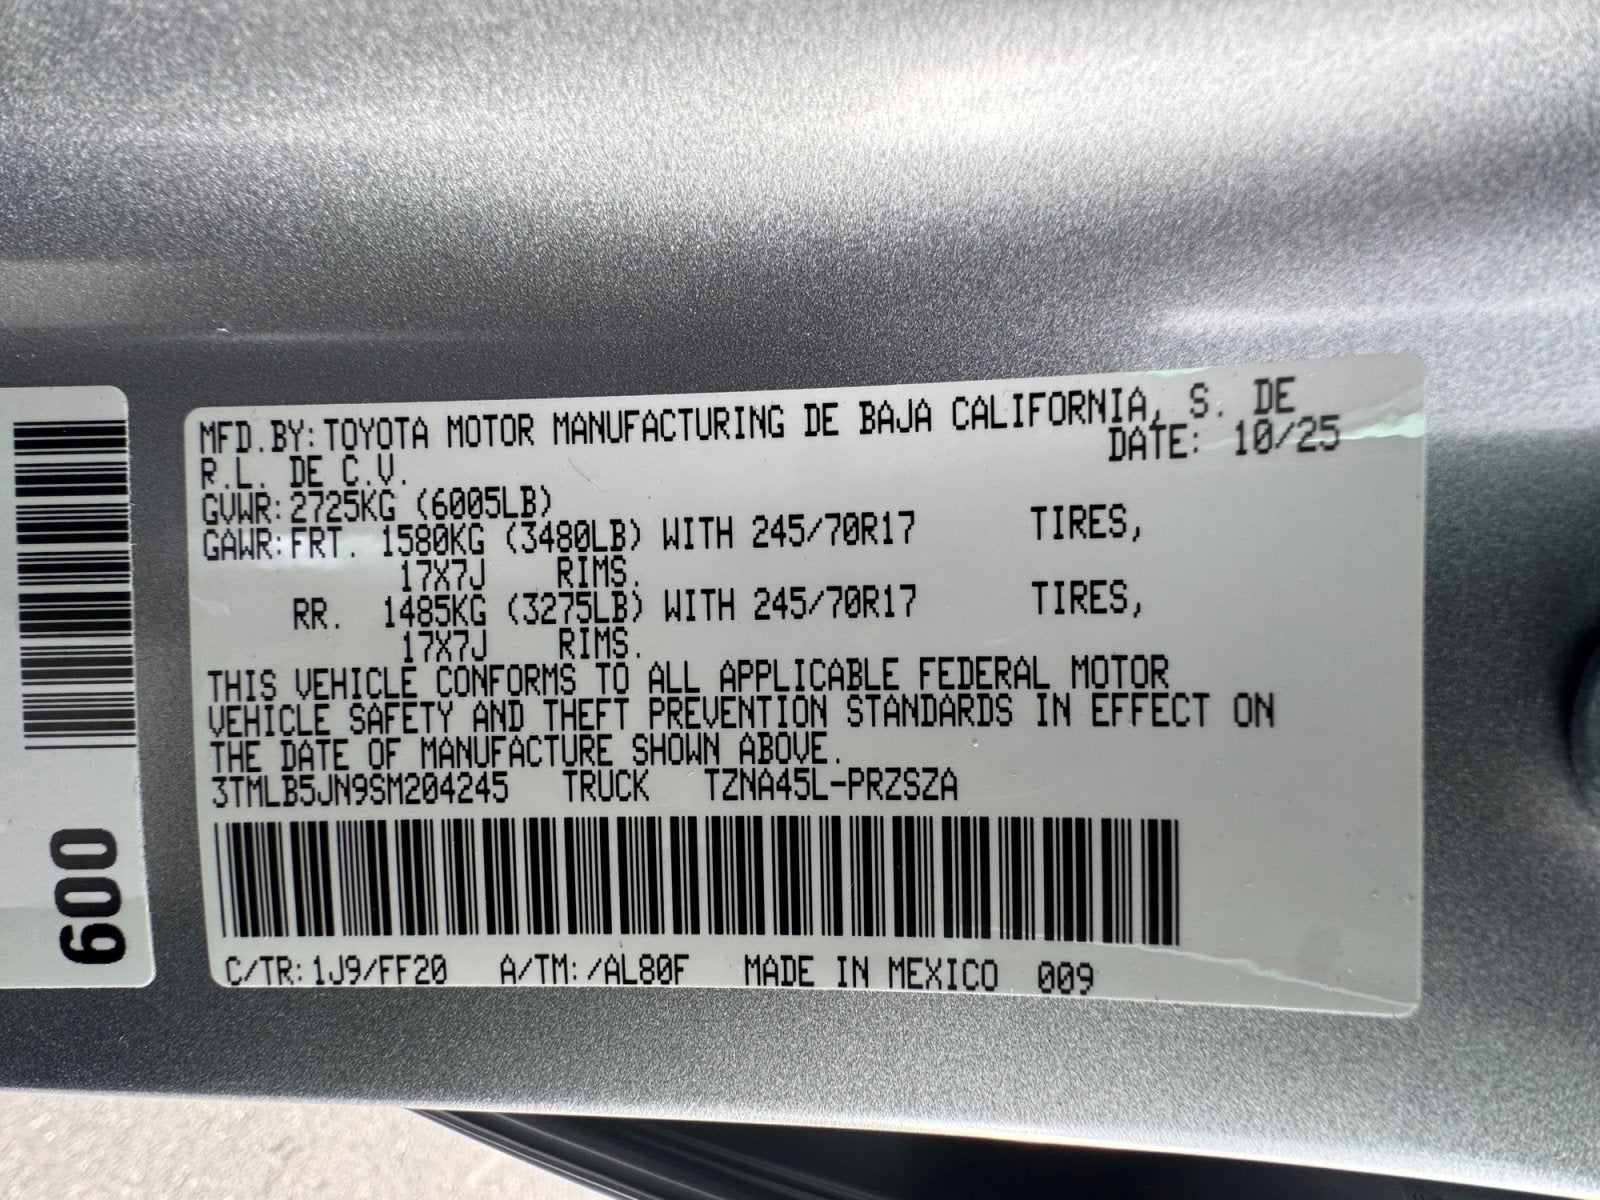 MFD.BY:TOYOTA MOTOR MANUFACTURING DE BAJA CALIFORNIA, S. DE
R.L. DE C.V. DATE: 10/25
GVWR:2725KG (6005LB)
GAWR:FRT. 1580KG (3480LB) WITH 245/70R17 TIRES,
17X7J RIMS.
RR. 1485KG (3275LB) WITH 245/70R17 TIRES,
17X7J RIMS.
THIS VEHICLE CONFORMS TO ALL APPLICABLE FEDERAL MOTOR
VEHICLE SAFETY AND THEFT PREVENTION STANDARDS IN EFFECT ON
THE DATE OF MANUFACTURE SHOWN ABOVE.
3TMLB5JN9SM204245 TRUCK TZNA45L-PRZSZA
C/TR:1J9/FF20 A/TM:/AL80F MADE IN MEXICO 009
600